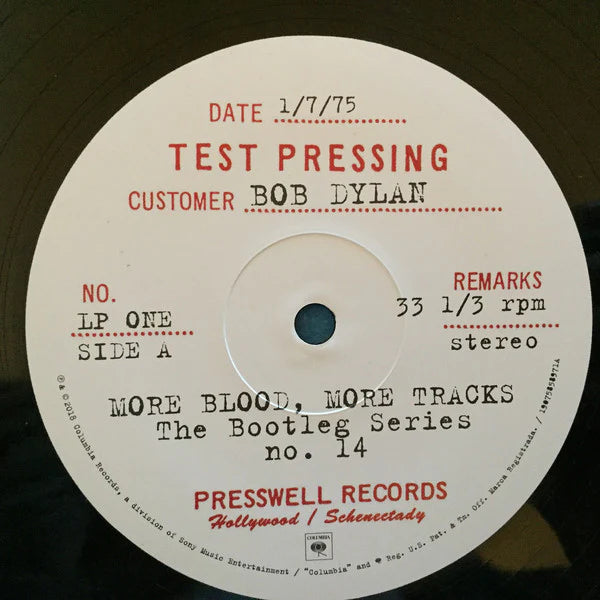 DATE 1/7/75
TEST PRESSING
CUSTOMER BOB DYLAN
NO.
LP ONE
SIDE A
REMARKS
33 1/3 rpm
stereo
MORE BLOOD, MORE TRACKS
The Bootleg Series
no. 14
PRESSWELL RECORDS
Hollywood / Schenectady
COLUMBIA
℗ & © 2018 Columbia Records, a division of Sony Music Entertainment / "Columbia" and Reg. U.S. Pat. & Tm. Off. Marca Registrada. / 19075858971A